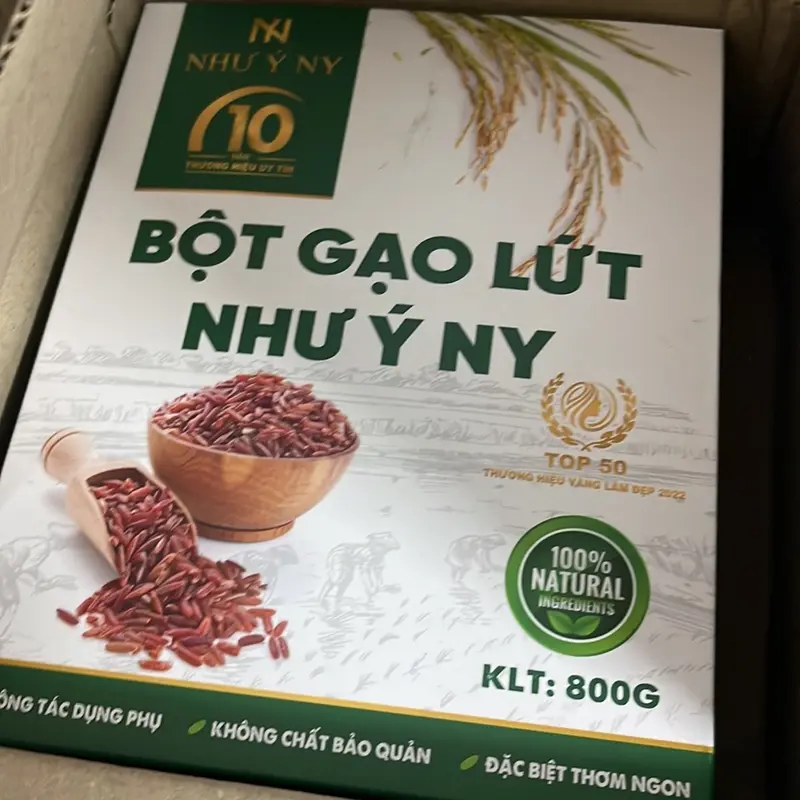 NHƯ Ý NY
10
NĂM
THƯƠNG HIỆU UY TÍN
BỘT GẠO LỨT
NHƯ Ý NY
TOP 50
THƯƠNG HIỆU VÀNG LÀM ĐẸP 2022
100%
NATURAL
INGREDIENTS
KLT: 800G
TÁC DỤNG PHỤ
KHÔNG CHẤT BẢO QUẢN
ĐẶC BIỆT THƠM NGON